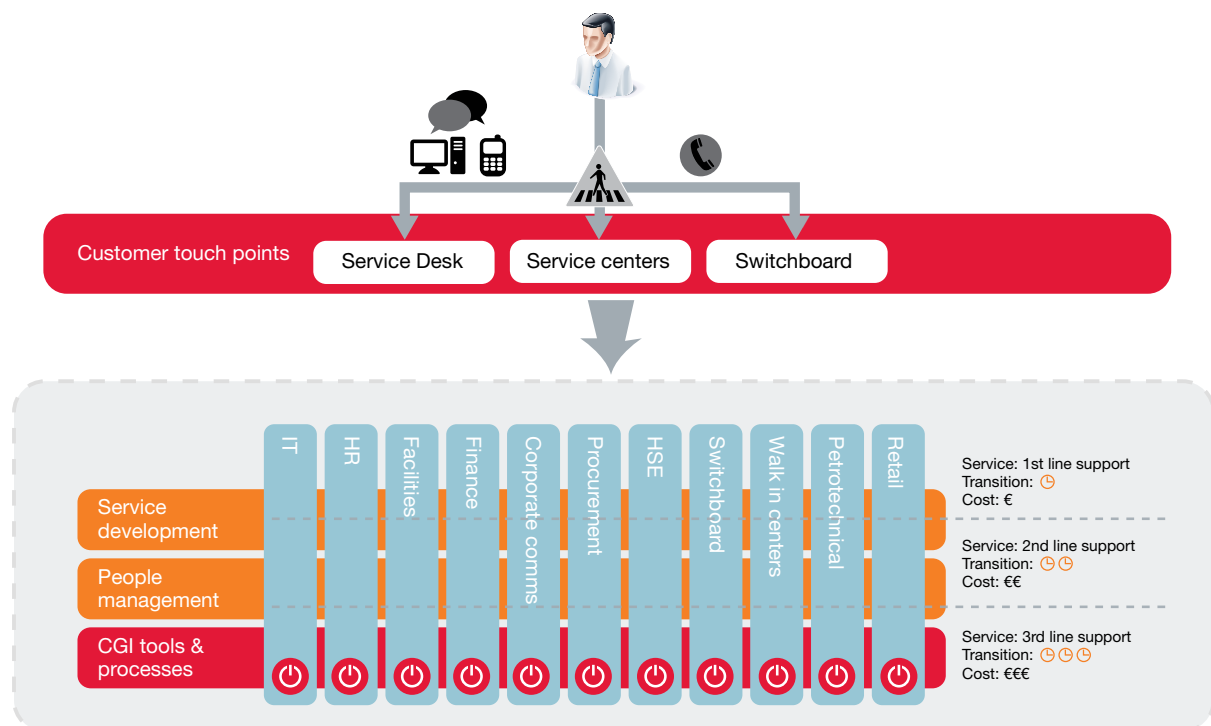 Customer touch points
Service Desk
Service centers
Switchboard
IT
HR
Facilities
Finance
Corporate comms
Procurement
HSE
Switchboard
Walk in centers
Petrotechnical
Retail
Service
development
People
management
CGI tools &
processes
Service: 1st line support
Transition:
Cost: €
Service: 2nd line support
Transition:
Cost: €€
Service: 3rd line support
Transition:
Cost: €€€